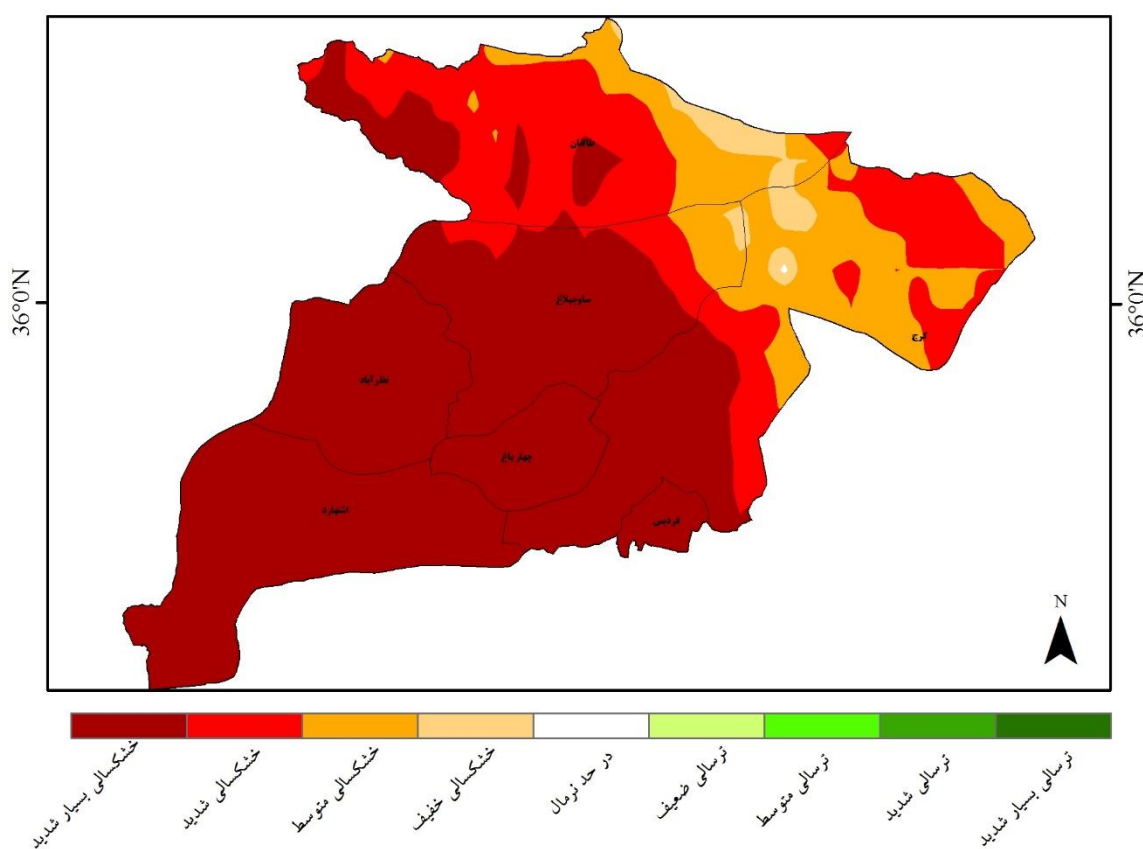 طالقان
36°0'N
36°0'N
ساوجبلاغ
کرج
نظرآباد
چهارباغ
اشتهارد
فردیس
N
خشکسالی بسیار شدید
خشکسالی شدید
خشکسالی متوسط
خشکسالی خفیف
در حد نرمال
ترسالی ضعیف
ترسالی متوسط
ترسالی شدید
ترسالی بسیار شدید